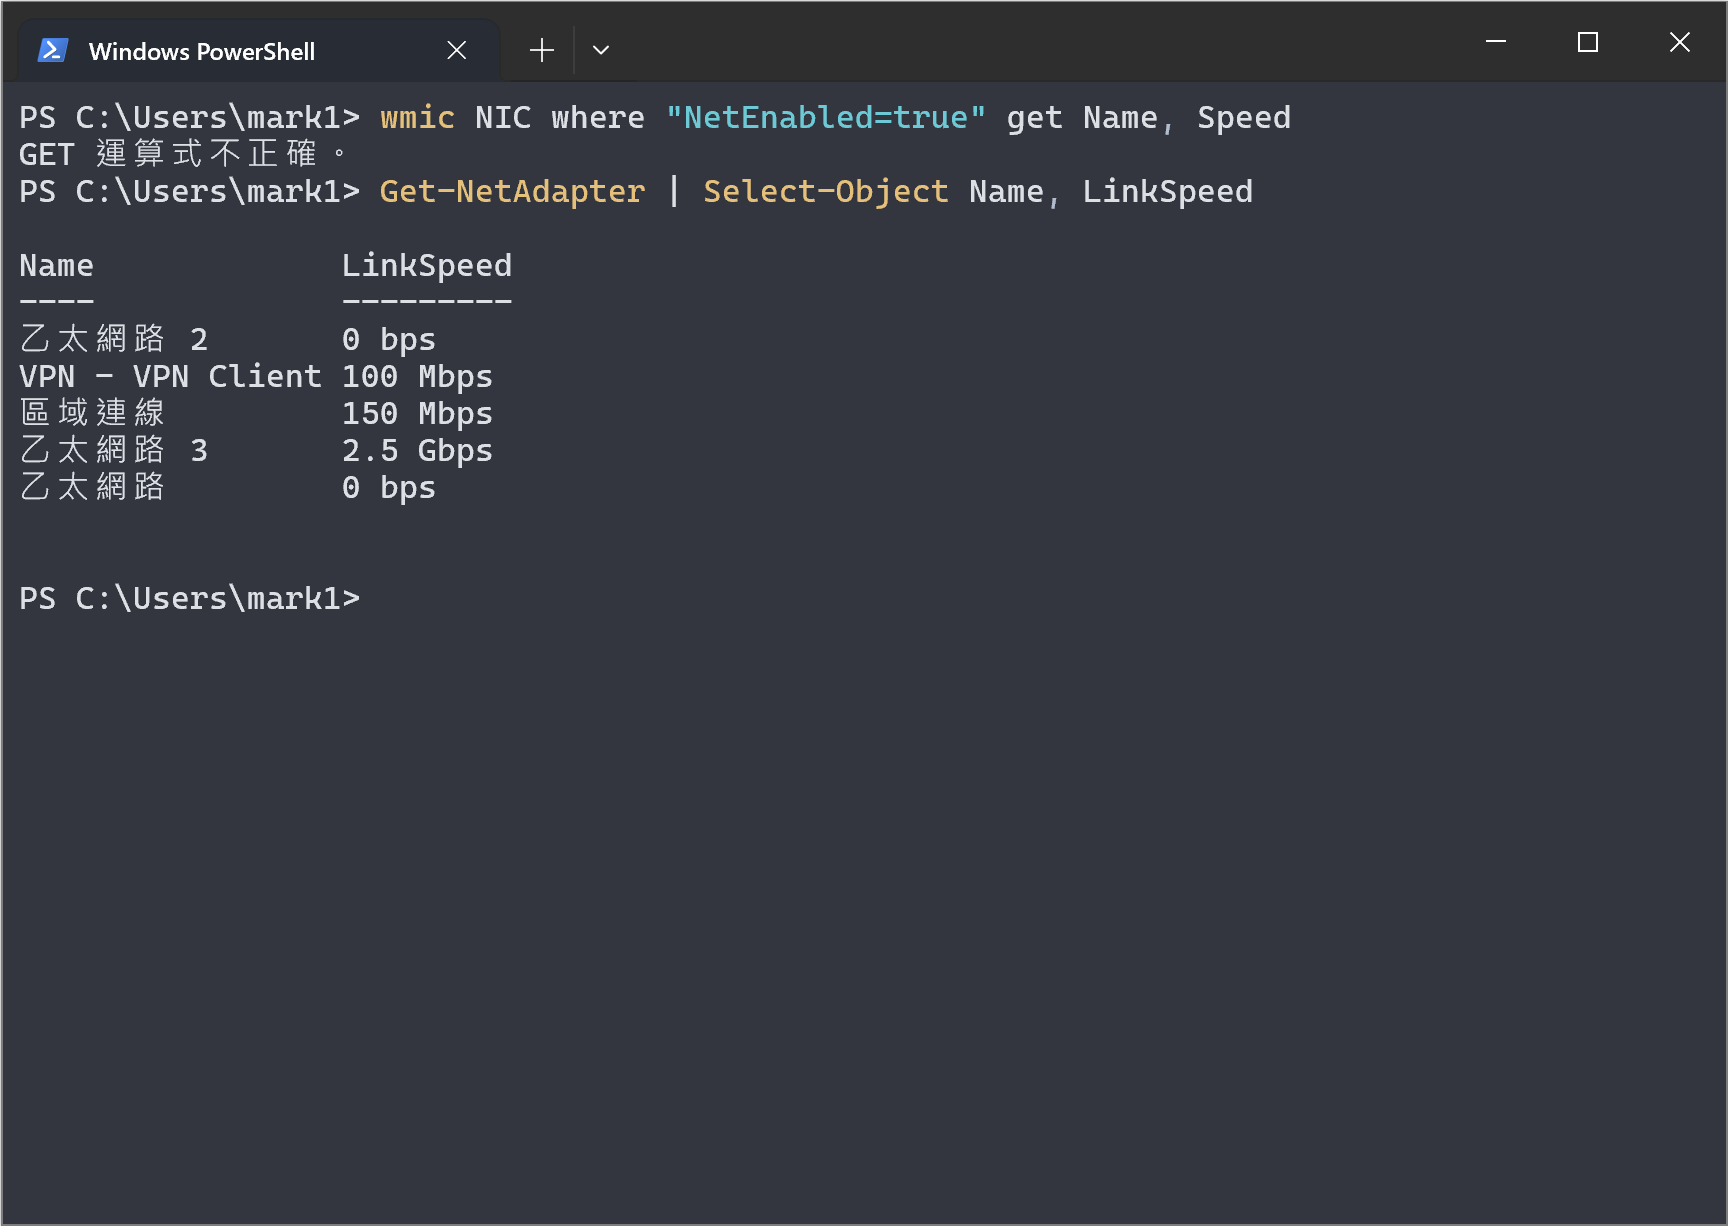 Windows PowerShell
PS C:\Users\mark1> wmic NIC where "NetEnabled=true" get Name, Speed
GET 運算式不正確。
PS C:\Users\mark1> Get-NetAdapter | Select-Object Name, LinkSpeed
Name LinkSpeed
---- ---------
乙太網路 2 0 bps
VPN - VPN Client 100 Mbps
區域連線 150 Mbps
乙太網路 3 2.5 Gbps
乙太網路 0 bps
PS C:\Users\mark1>